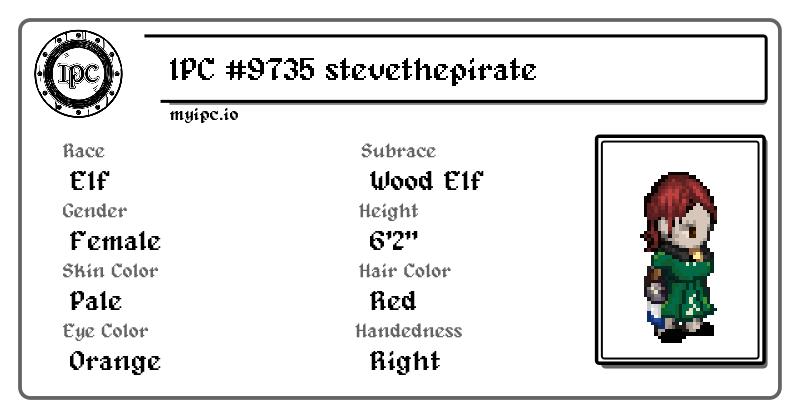 IPC
IPC #9735 stevethepirate
myipc.io
Race
Elf
Subrace
Wood Elf
Gender
Female
Height
6'2"
Skin Color
Pale
Hair Color
Red
Eye Color
Orange
Handedness
Right